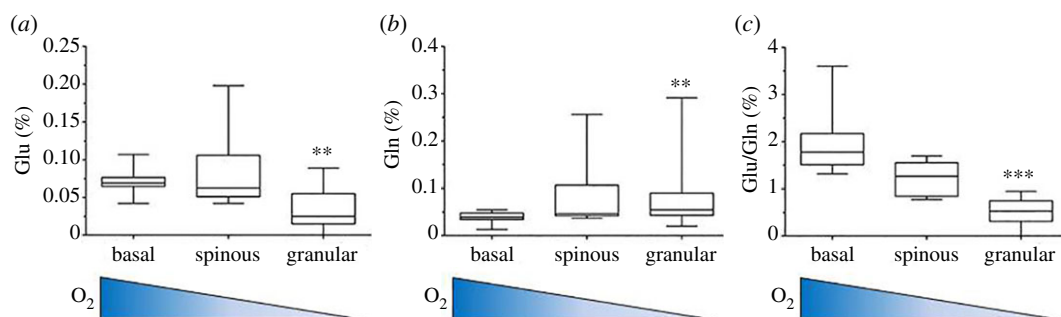 (a)
0.25
0.20
0.15
0.10
0.05
0
Glu (%)
**
basal spinous granular
O2
(b)
0.4
0.3
0.2
0.1
0
Gln (%)
**
basal spinous granular
O2
(c)
5
4
3
2
1
0
Glu/Gln (%)
***
basal spinous granular
O2